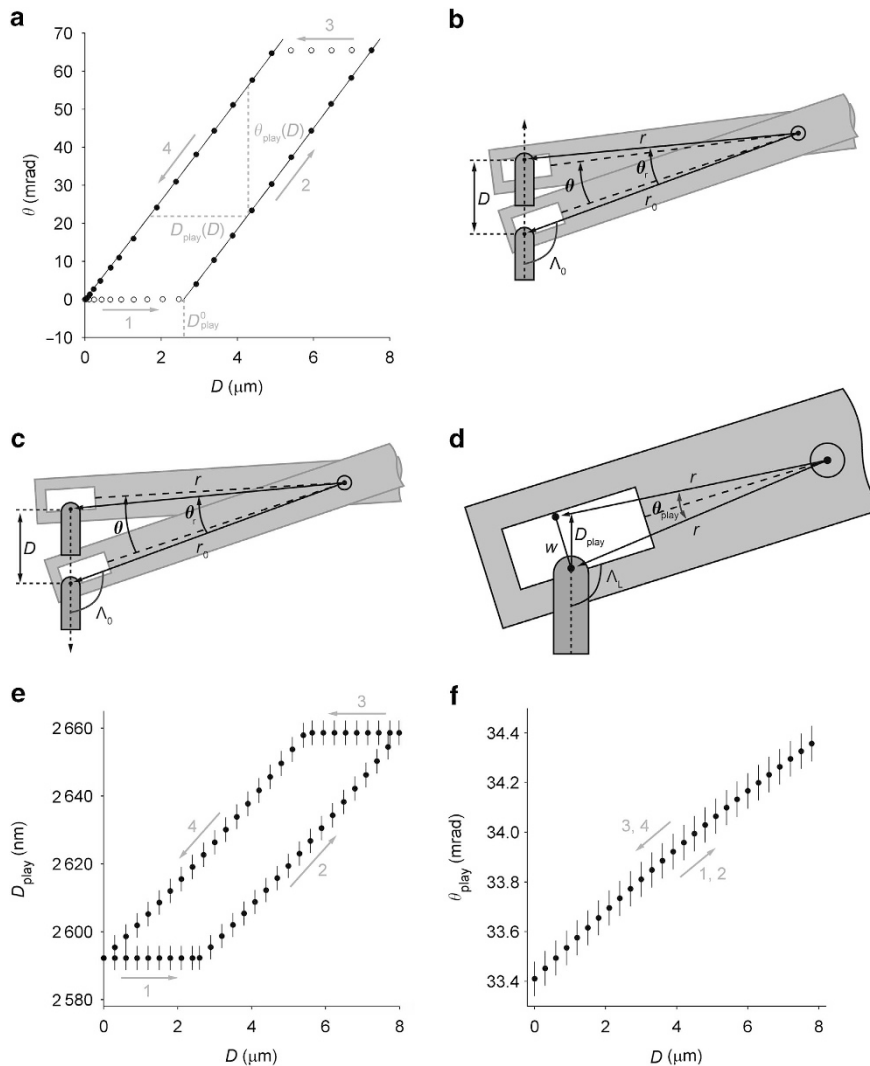 a
70
60
50
40
30
20
10
0
−10
θ (mrad)
0 2 4 6 8
D (μm)
1
2
3
4
θplay(D)
Dplay(D)
D0play
b
D
r
θ
θr
r0
Λ0
c
D
r
θ
θr
r0
Λ0
d
r
θplay
Dplay
w
r
ΛL
e
2 660
2 640
2 620
2 600
2 580
Dplay (nm)
0 2 4 6 8
D (μm)
3
4
2
1
f
34.4
34.2
34.0
33.8
33.6
33.4
θplay (mrad)
0 2 4 6 8
D (μm)
3, 4
1, 2